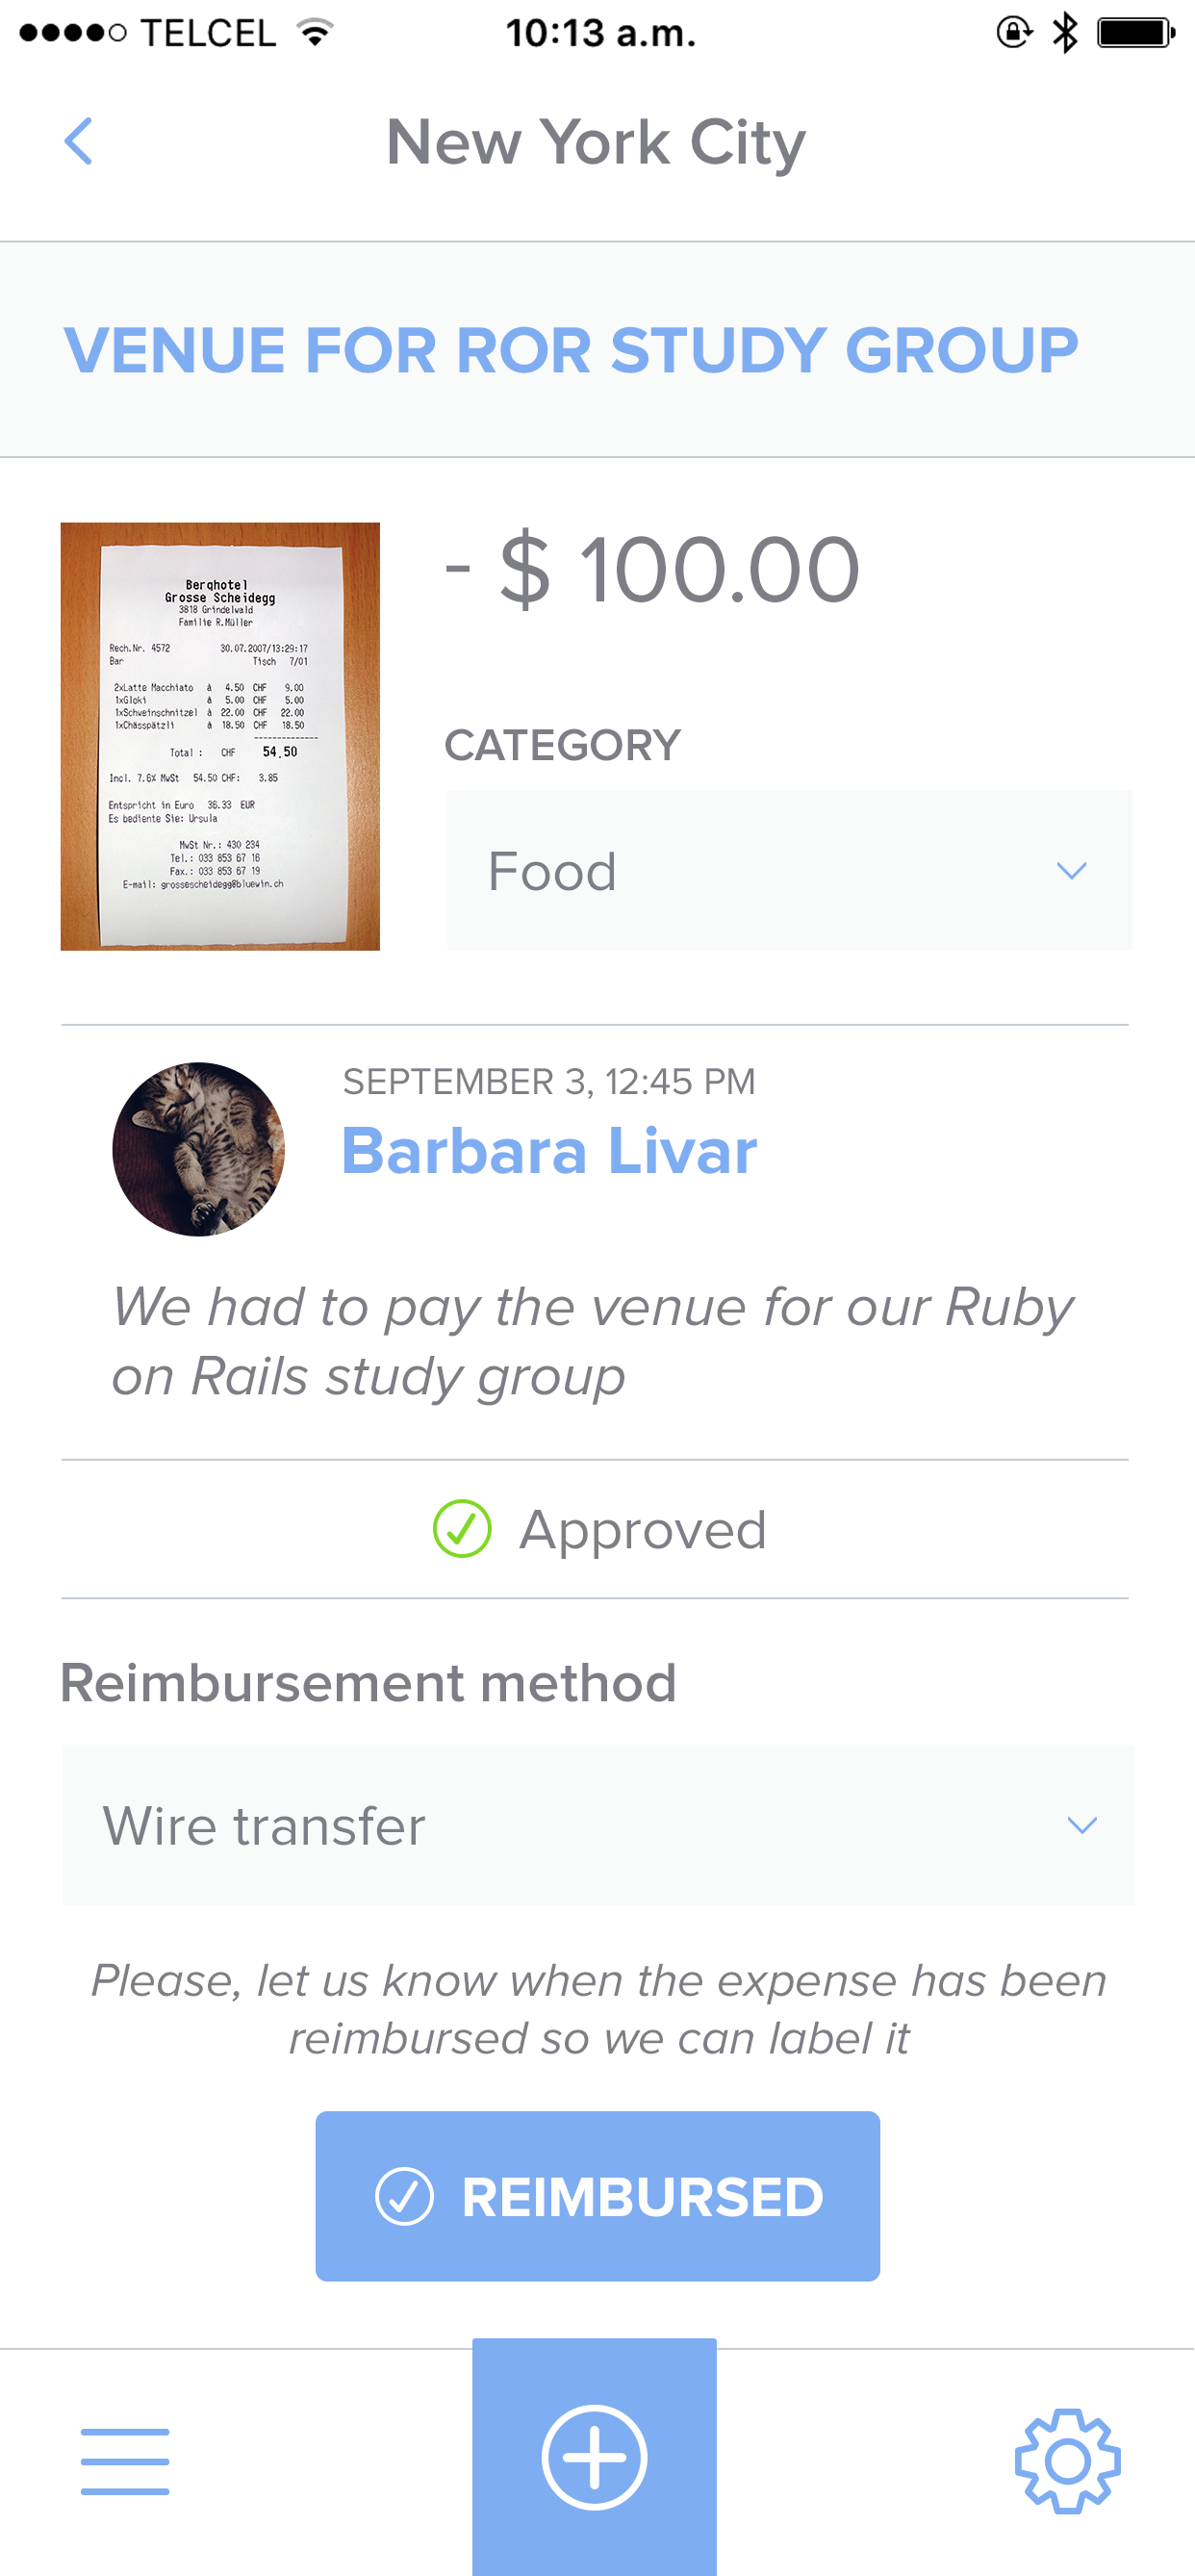 TELCEL 10:13 a.m.
New York City
VENUE FOR ROR STUDY GROUP
Berghotel
Grosse Scheidegg
3818 Grindelwald
Familie R.Müller
Rech.Nr. 4572 30.07.2007/13:29:17
Bar Tisch 7/01
2xLatte Macchiato à 4.50 CHF 9.00
1xGloki à 5.00 CHF 5.00
1xSchweinschnitzel à 22.00 CHF 22.00
1xChässpätzli à 18.50 CHF 18.50
Total : CHF 54.50
Incl. 7.6% MwSt 54.50 CHF: 3.85
Entspricht in Euro 36.33 EUR
Es bediente Sie: Ursula
MwSt Nr.: 430 234
Tel.: 033 853 67 16
Fax.: 033 853 67 19
E-mail: grossescheidegg@bluewin.ch
- $ 100.00
CATEGORY
Food
SEPTEMBER 3, 12:45 PM
Barbara Livar
We had to pay the venue for our Ruby
on Rails study group
Approved
Reimbursement method
Wire transfer
Please, let us know when the expense has been
reimbursed so we can label it
REIMBURSED